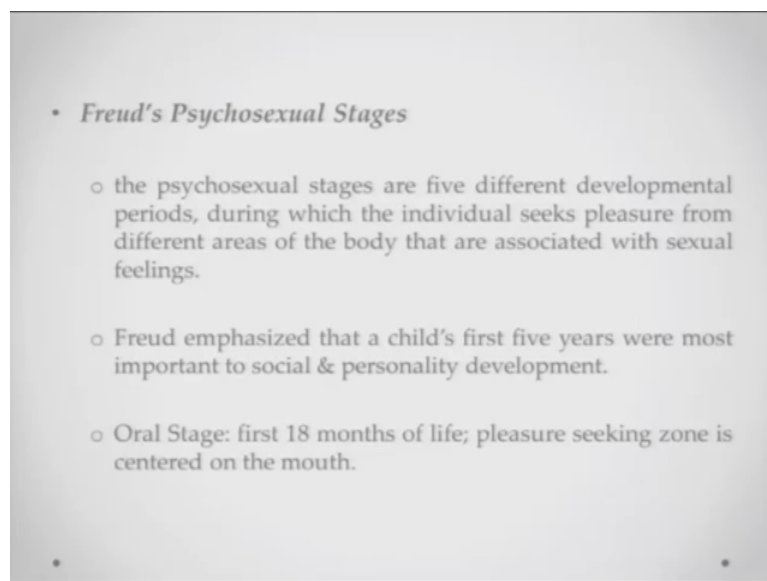 • Freud's Psychosexual Stages
o the psychosexual stages are five different developmental
periods, during which the individual seeks pleasure from
different areas of the body that are associated with sexual
feelings.
o Freud emphasized that a child's first five years were most
important to social & personality development.
o Oral Stage: first 18 months of life; pleasure seeking zone is
centered on the mouth.